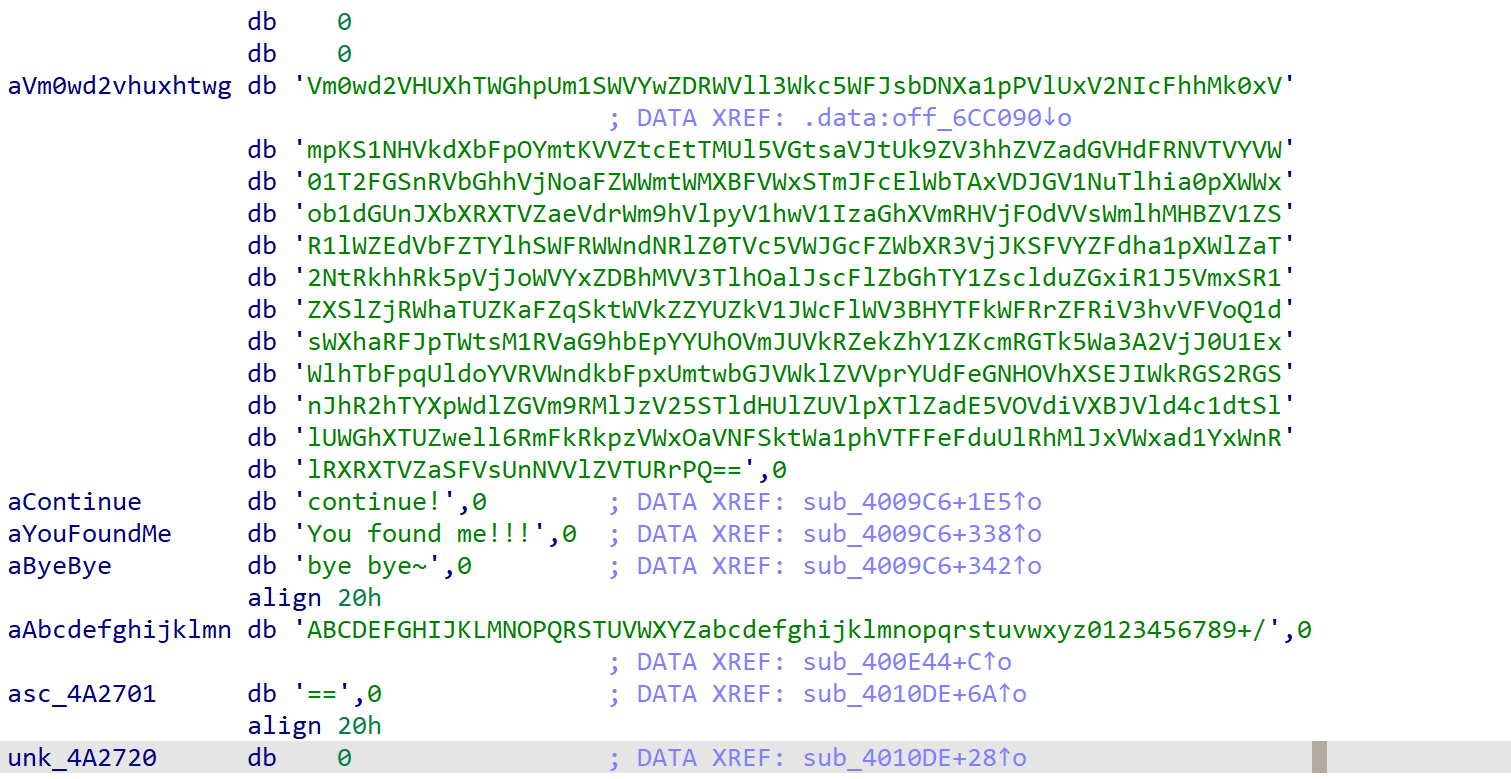 db 0
db 0
aVm0wd2vhuxhtwg db 'Vm0wd2VHUXhTWGhpUm1SWVYwZDRWVll3Wkc5WFJsbDNXa1pPVlUxV2NIcFhhMk0xV'
; DATA XREF: .data:off_6CC090↓o
db 'mpKS1NHVkdXbFpOYmtKVVZtcEtTMUl5VGtsaVJtUk9ZV3hhZVZadGVHdFRNVTVYVW'
db '01T2FGSnRVbGhhVjNoaFZWWmtWMXBFVWxSTmJFcElWbTAxVDJGV1NuTlhia0pXWWx'
db 'ob1dGUnJXbXRXTVZaeVdrWm9hVlpyV1hwV1IzaGhXVmRHVjFOdVVsWmlhMHBZV1ZS'
db 'R1lWZEdVbFZTYlhSWFRWWndNRlZ0TVc5VWJGcFZWbXR3VjJKSFVYZFdha1pXWlZaT'
db '2NtRkhhRk5pVjJoWVYxZDBhMVV3TlhOalJscFlZbGhTY1ZsclduZGxiR1J5VmxSR1'
db 'ZXSlZjRWhaTUZKaFZqSktWVkZZYUZkV1JWcFlWV3BHYTFkWFRrZFRiV3hvVFVoQ1d'
db 'sWXhaRFJpTWtsM1RVaG9hbEpYYUhOVmJUVkRZekZhY1ZKcmRGTk5Wa3A2VjJ0U1Ex'
db 'WlhTbFpqUldoYVRVWndkbFpxUmtwbGJVWklZVVprYUdFeGNHOVhXSEJIWkRGS2RGS'
db 'nJhR2hTYXpWdlZGVm9RMlJzV25STldHUlZUVlpXTlZadE5VOVdiVXBJVld4c1dtSl'
db 'lUWGhXTUZwell6RmFkRkpzVWxOaVNFSktWa1phVTFFeFduUlRhMlJxVWxad1YxWnR'
db 'lRXRXTVZaSFVsUnNVVlZVTURrPQ==',0
aContinue db 'continue!',0 ; DATA XREF: sub_4009C6+1E5↑o
aYouFoundMe db 'You found me!!!',0 ; DATA XREF: sub_4009C6+338↑o
aByeBye db 'bye bye~',0 ; DATA XREF: sub_4009C6+342↑o
align 20h
aAbcdefghijklmn db 'ABCDEFGHIJKLMNOPQRSTUVWXYZabcdefghijklmnopqrstuvwxyz0123456789+/',0
; DATA XREF: sub_400E44+C↑o
asc_4A2701 db '==',0 ; DATA XREF: sub_4010DE+6A↑o
align 20h
unk_4A2720 db 0 ; DATA XREF: sub_4010DE+28↑o